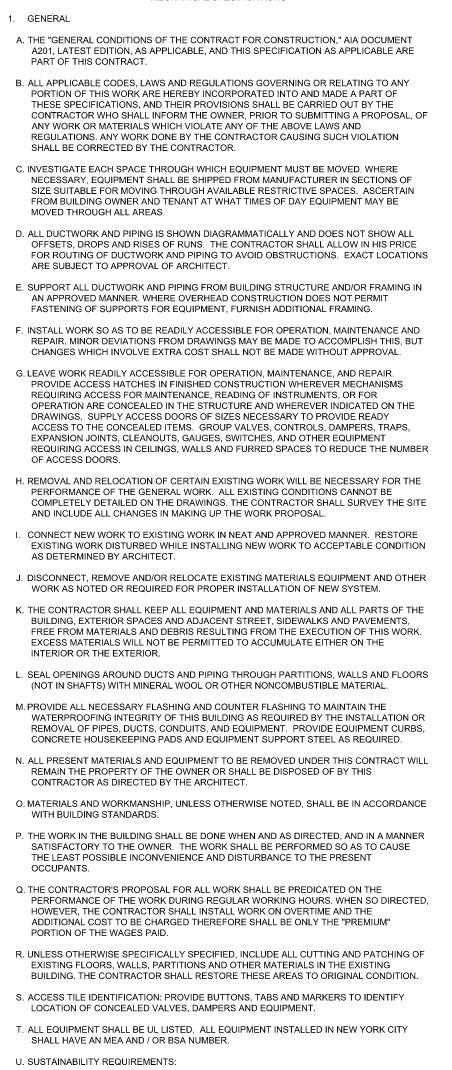 1. GENERAL
A. THE "GENERAL CONDITIONS OF THE CONTRACT FOR CONSTRUCTION," AIA DOCUMENT
A201, LATEST EDITION, AS APPLICABLE, AND THIS SPECIFICATION AS APPLICABLE ARE
PART OF THIS CONTRACT.
B. ALL APPLICABLE CODES, LAWS AND REGULATIONS GOVERNING OR RELATING TO ANY
PORTION OF THIS WORK ARE HEREBY INCORPORATED INTO AND MADE A PART OF
THESE SPECIFICATIONS, AND THEIR PROVISIONS SHALL BE CARRIED OUT BY THE
CONTRACTOR WHO SHALL INFORM THE OWNER, PRIOR TO SUBMITTING A PROPOSAL, OF
ANY WORK OR MATERIALS WHICH VIOLATE ANY OF THE ABOVE LAWS AND
REGULATIONS. ANY WORK DONE BY THE CONTRACTOR CAUSING SUCH VIOLATION
SHALL BE CORRECTED BY THE CONTRACTOR.
C. INVESTIGATE EACH SPACE THROUGH WHICH EQUIPMENT MUST BE MOVED. WHERE
NECESSARY, EQUIPMENT SHALL BE SHIPPED FROM MANUFACTURER IN SECTIONS OF
SIZE SUITABLE FOR MOVING THROUGH AVAILABLE RESTRICTIVE SPACES. ASCERTAIN
FROM BUILDING OWNER AND TENANT AT WHAT TIMES OF DAY EQUIPMENT MAY BE
MOVED THROUGH ALL AREAS.
D. ALL DUCTWORK AND PIPING IS SHOWN DIAGRAMMATICALLY AND DOES NOT SHOW ALL
OFFSETS, DROPS AND RISES OF RUNS. THE CONTRACTOR SHALL ALLOW IN HIS PRICE
FOR ROUTING OF DUCTWORK AND PIPING TO AVOID OBSTRUCTIONS. EXACT LOCATIONS
ARE SUBJECT TO APPROVAL OF ARCHITECT.
E. SUPPORT ALL DUCTWORK AND PIPING FROM BUILDING STRUCTURE AND/OR FRAMING IN
AN APPROVED MANNER. WHERE OVERHEAD CONSTRUCTION DOES NOT PERMIT
FASTENING OF SUPPORTS FOR EQUIPMENT, FURNISH ADDITIONAL FRAMING.
F. INSTALL WORK SO AS TO BE READILY ACCESSIBLE FOR OPERATION, MAINTENANCE AND
REPAIR. MINOR DEVIATIONS FROM DRAWINGS MAY BE MADE TO ACCOMPLISH THIS, BUT
CHANGES WHICH INVOLVE EXTRA COST SHALL NOT BE MADE WITHOUT APPROVAL.
G. LEAVE WORK READILY ACCESSIBLE FOR OPERATION, MAINTENANCE, AND REPAIR.
PROVIDE ACCESS HATCHES IN FINISHED CONSTRUCTION WHEREVER MECHANISMS
REQUIRING ACCESS FOR MAINTENANCE, READING OF INSTRUMENTS, OR FOR
OPERATION ARE CONCEALED IN THE STRUCTURE AND WHEREVER INDICATED ON THE
DRAWINGS. SUPPLY ACCESS DOORS OF SIZES NECESSARY TO PROVIDE READY
ACCESS TO THE CONCEALED ITEMS. GROUP VALVES, CONTROLS, DAMPERS, TRAPS,
EXPANSION JOINTS, CLEANOUTS, GAUGES, SWITCHES, AND OTHER EQUIPMENT
REQUIRING ACCESS IN CEILINGS, WALLS AND FURRED SPACES TO REDUCE THE NUMBER
OF ACCESS DOORS.
H. REMOVAL AND RELOCATION OF CERTAIN EXISTING WORK WILL BE NECESSARY FOR THE
PERFORMANCE OF THE GENERAL WORK. ALL EXISTING CONDITIONS CANNOT BE
COMPLETELY DETAILED ON THE DRAWINGS. THE CONTRACTOR SHALL SURVEY THE SITE
AND INCLUDE ALL CHANGES IN MAKING UP THE WORK PROPOSAL.
I. CONNECT NEW WORK TO EXISTING WORK IN NEAT AND APPROVED MANNER. RESTORE
EXISTING WORK DISTURBED WHILE INSTALLING NEW WORK TO ACCEPTABLE CONDITION
AS DETERMINED BY ARCHITECT.
J. DISCONNECT, REMOVE AND/OR RELOCATE EXISTING MATERIALS EQUIPMENT AND OTHER
WORK AS NOTED OR REQUIRED FOR PROPER INSTALLATION OF NEW SYSTEM.
K. THE CONTRACTOR SHALL KEEP ALL EQUIPMENT AND MATERIALS AND ALL PARTS OF THE
BUILDING, EXTERIOR SPACES AND ADJACENT STREET, SIDEWALKS AND PAVEMENTS,
FREE FROM MATERIALS AND DEBRIS RESULTING FROM THE EXECUTION OF THIS WORK.
EXCESS MATERIALS WILL NOT BE PERMITTED TO ACCUMULATE EITHER ON THE
INTERIOR OR THE EXTERIOR.
L. SEAL OPENINGS AROUND DUCTS AND PIPING THROUGH PARTITIONS, WALLS AND FLOORS
(NOT IN SHAFTS) WITH MINERAL WOOL OR OTHER NONCOMBUSTIBLE MATERIAL.
M. PROVIDE ALL NECESSARY FLASHING AND COUNTER FLASHING TO MAINTAIN THE
WATERPROOFING INTEGRITY OF THIS BUILDING AS REQUIRED BY THE INSTALLATION OR
REMOVAL OF PIPES, DUCTS, CONDUITS, AND EQUIPMENT. PROVIDE EQUIPMENT CURBS,
CONCRETE HOUSEKEEPING PADS AND EQUIPMENT SUPPORT STEEL AS REQUIRED.
N. ALL PRESENT MATERIALS AND EQUIPMENT TO BE REMOVED UNDER THIS CONTRACT WILL
REMAIN THE PROPERTY OF THE OWNER OR SHALL BE DISPOSED OF BY THIS
CONTRACTOR AS DIRECTED BY THE ARCHITECT.
O. MATERIALS AND WORKMANSHIP, UNLESS OTHERWISE NOTED, SHALL BE IN ACCORDANCE
WITH BUILDING STANDARDS.
P. THE WORK IN THE BUILDING SHALL BE DONE WHEN AND AS DIRECTED, AND IN A MANNER
SATISFACTORY TO THE OWNER. THE WORK SHALL BE PERFORMED SO AS TO CAUSE
THE LEAST POSSIBLE INCONVENIENCE AND DISTURBANCE TO THE PRESENT
OCCUPANTS.
Q. THE CONTRACTOR'S PROPOSAL FOR ALL WORK SHALL BE PREDICATED ON THE
PERFORMANCE OF THE WORK DURING REGULAR WORKING HOURS. WHEN SO DIRECTED,
HOWEVER, THE CONTRACTOR SHALL INSTALL WORK ON OVERTIME AND THE
ADDITIONAL COST TO BE CHARGED THEREFORE SHALL BE ONLY THE "PREMIUM"
PORTION OF THE WAGES PAID.
R. UNLESS OTHERWISE SPECIFICALLY SPECIFIED, INCLUDE ALL CUTTING AND PATCHING OF
EXISTING FLOORS, WALLS, PARTITIONS AND OTHER MATERIALS IN THE EXISTING
BUILDING. THE CONTRACTOR SHALL RESTORE THESE AREAS TO ORIGINAL CONDITION.
S. ACCESS TILE IDENTIFICATION: PROVIDE BUTTONS, TABS AND MARKERS TO IDENTIFY
LOCATION OF CONCEALED VALVES, DAMPERS AND EQUIPMENT.
T. ALL EQUIPMENT SHALL BE UL LISTED. ALL EQUIPMENT INSTALLED IN NEW YORK CITY
SHALL HAVE AN MEA AND / OR BSA NUMBER.
U. SUSTAINABILITY REQUIREMENTS: